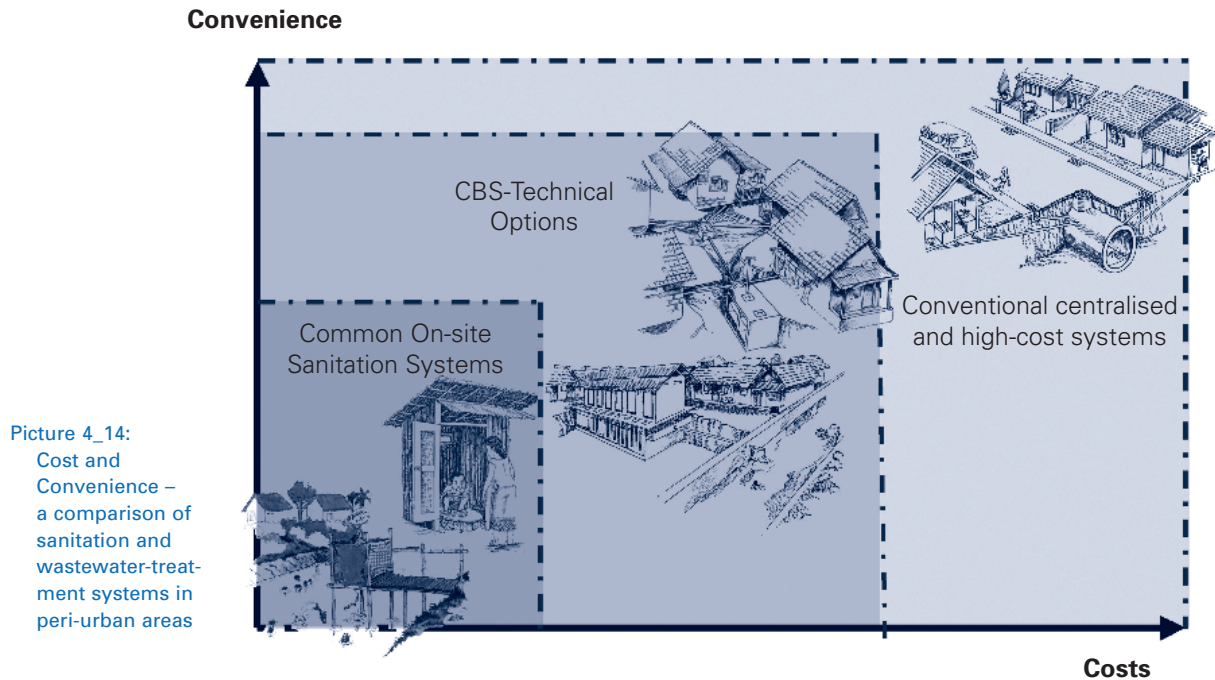 Convenience
CBS-Technical
Options
Common On-site
Sanitation Systems
Conventional centralised
and high-cost systems
Picture 4_14:
Cost and
Convenience –
a comparison of
sanitation and
wastewater-treat-
ment systems in
peri-urban areas
Costs